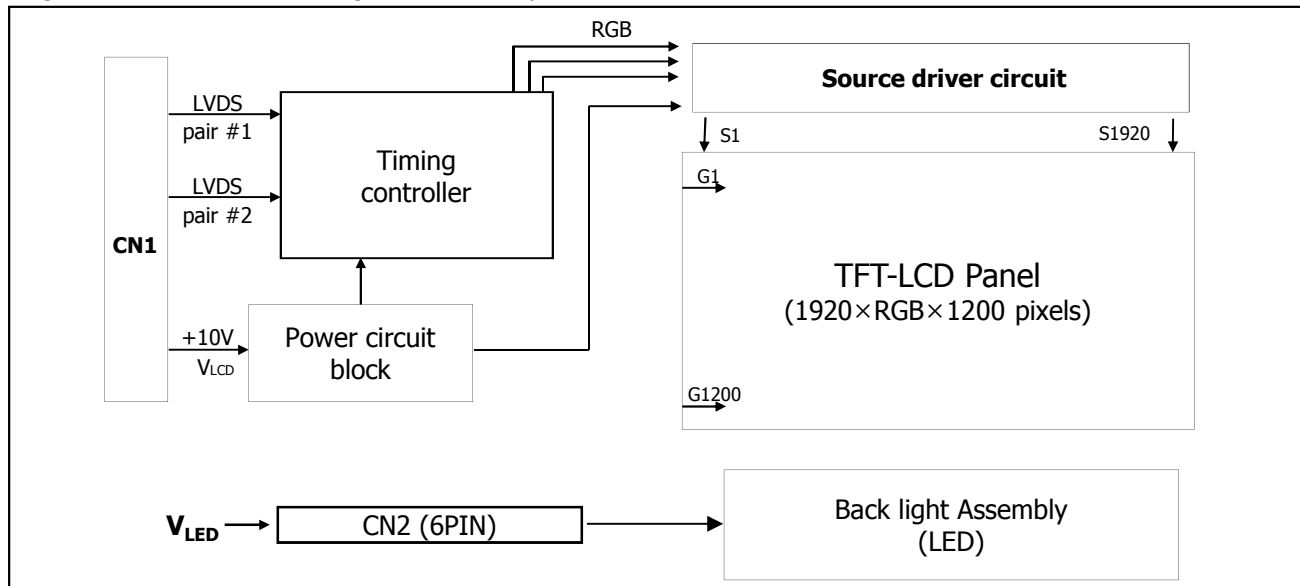 RGB
CN1
LVDS
pair #1
LVDS
pair #2
Timing
controller
Source driver circuit
S1
S1920
G1
TFT-LCD Panel
(1920×RGB×1200 pixels)
G1200
+10V
VLCD
Power circuit
block
VLED
CN2 (6PIN)
Back light Assembly
(LED)